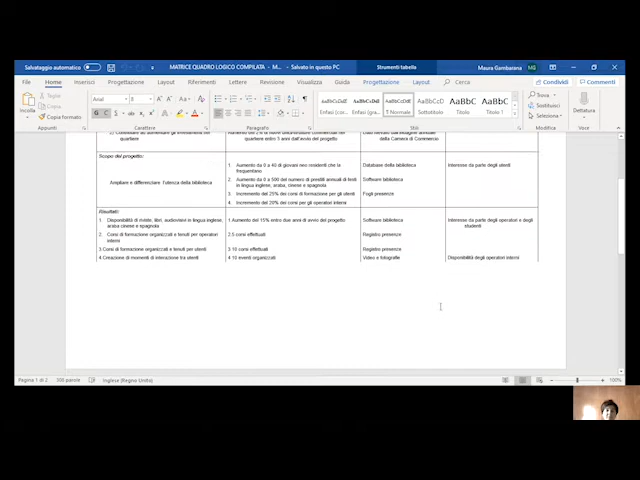 Salvataggio automatico
MATRICE QUADRO LOGICO COMPILATA - M... - Salvato in questo PC
Strumenti tabella
Maura Gambarana MG
File Home Inserisci Progettazione Layout Riferimenti Lettere Revisione Visualizza Guida Progettazione Layout Cerca Condividi Commenti
Incolla
Taglia
Copia
Copia formato
Arial 8
G C S
AaBbCcDdE AaBbCcDdE AaBbCcDdE AaBbCcD AaBbC AaBbC
Enfasi (cor... Enfasi (gra... 1 Normale Sottotitolo Titolo Titolo 1
Trova
Sostituisci
Seleziona
Dettatura
Appunti Carattere Paragrafo Stili Modifica Voce
quartiere
quartiere entro 5 anni dall'avvio del progetto
della Camera di Commercio
Scopo del progetto:
Ampliare e differenziare l'utenza della biblioteca
1. Aumento da 0 a 40 di giovani neo residenti che la frequentano
2. Aumento da 0 a 500 del numero di prestiti annuali di testi in lingua inglese, araba, cinese e spagnola
3. Incremento del 25% dei corsi di formazione per gli utenti
4. Incremento del 20% dei corsi per gli operatori interni
Database della biblioteca
Software biblioteca
Fogli presenze
Interesse da parte degli utenti
Risultati:
1. Disponibilità di riviste, libri, audiovisivi in lingua inglese, araba cinese e spagnola
2. Corsi di formazione organizzati e tenuti per operatori interni
3.Corsi di formazione organizzati e tenuti per utenti
4.Creazione di momenti di interazione tra utenti
1.Aumento del 15% entro due anni di avvio del progetto
2.5 corsi effettuati
3.10 corsi effettuati
4.10 eventi organizzati
Software biblioteca
Registro presenze
Registro presenze
Video e fotografie
Interesse da parte degli operatori e degli studenti
Disponibilità degli operatori interni
Pagina 1 di 2 300 parole Inglese (Regno Unito) 100%